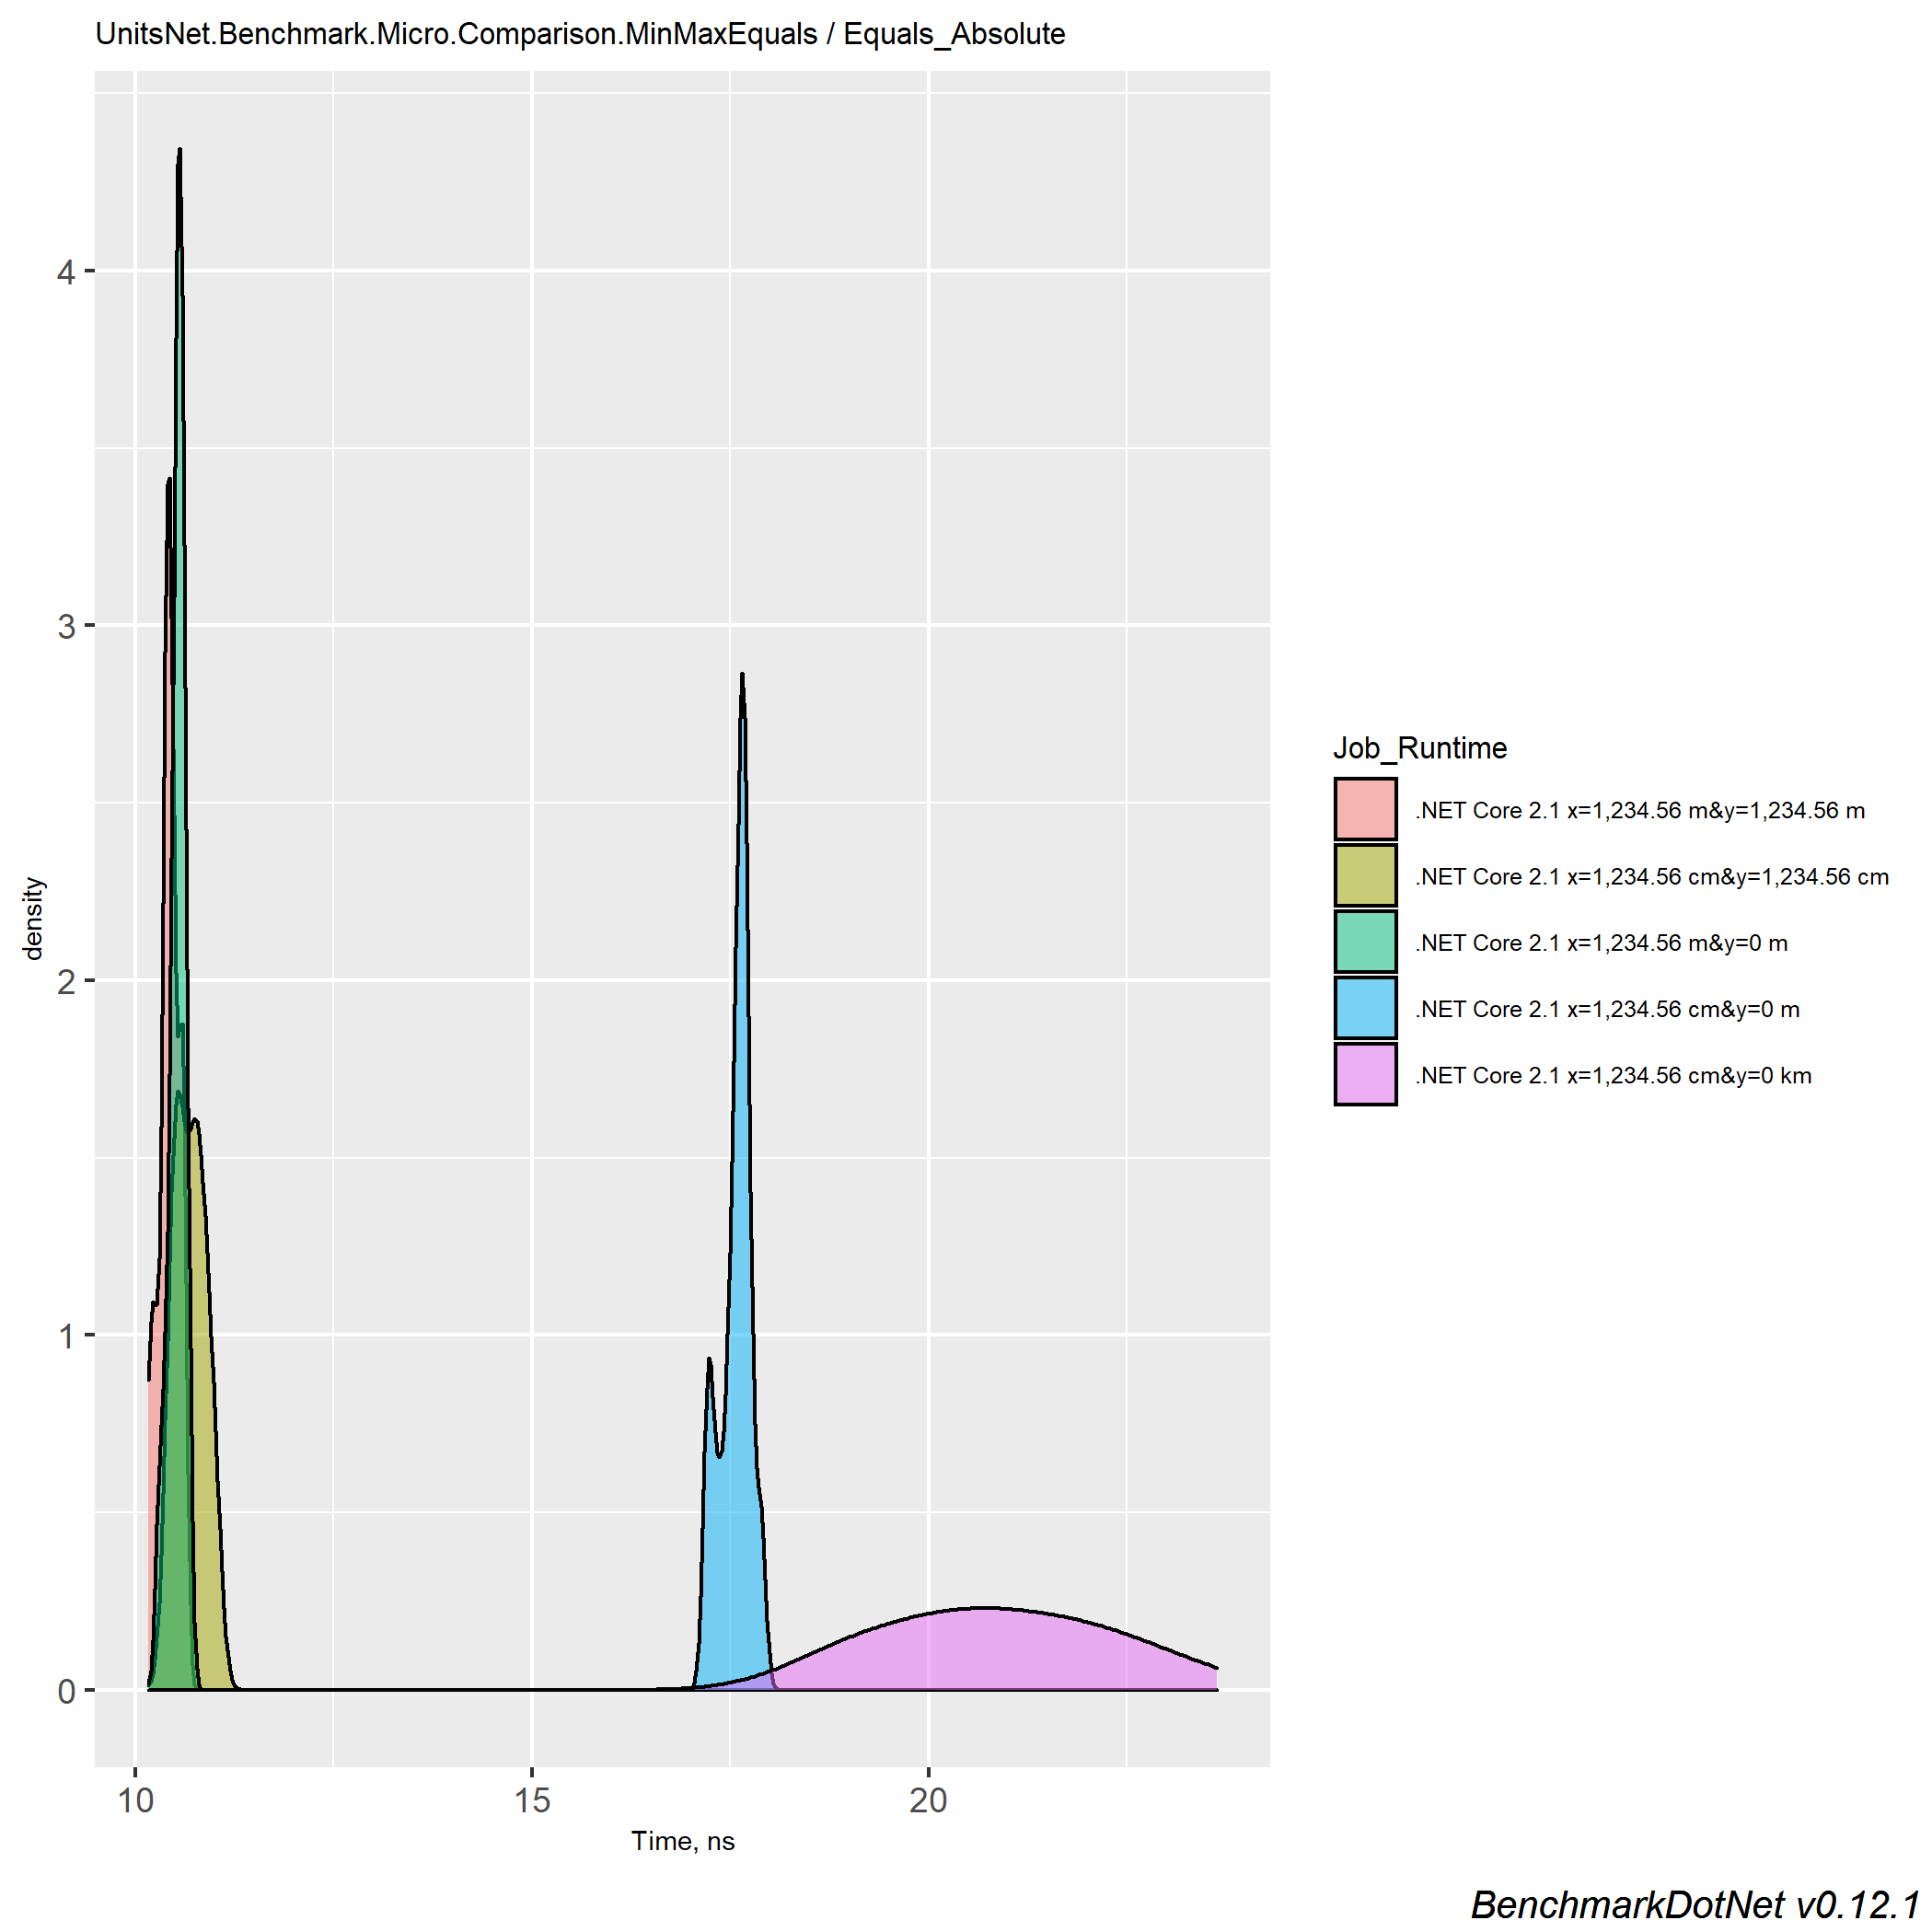 UnitsNet.Benchmark.Micro.Comparison.MinMaxEquals / Equals_Absolute
4
3
2
1
0
density
10
15
20
Time, ns
Job_Runtime
.NET Core 2.1 x=1,234.56 m&y=1,234.56 m
.NET Core 2.1 x=1,234.56 cm&y=1,234.56 cm
.NET Core 2.1 x=1,234.56 m&y=0 m
.NET Core 2.1 x=1,234.56 cm&y=0 m
.NET Core 2.1 x=1,234.56 cm&y=0 km
BenchmarkDotNet v0.12.1